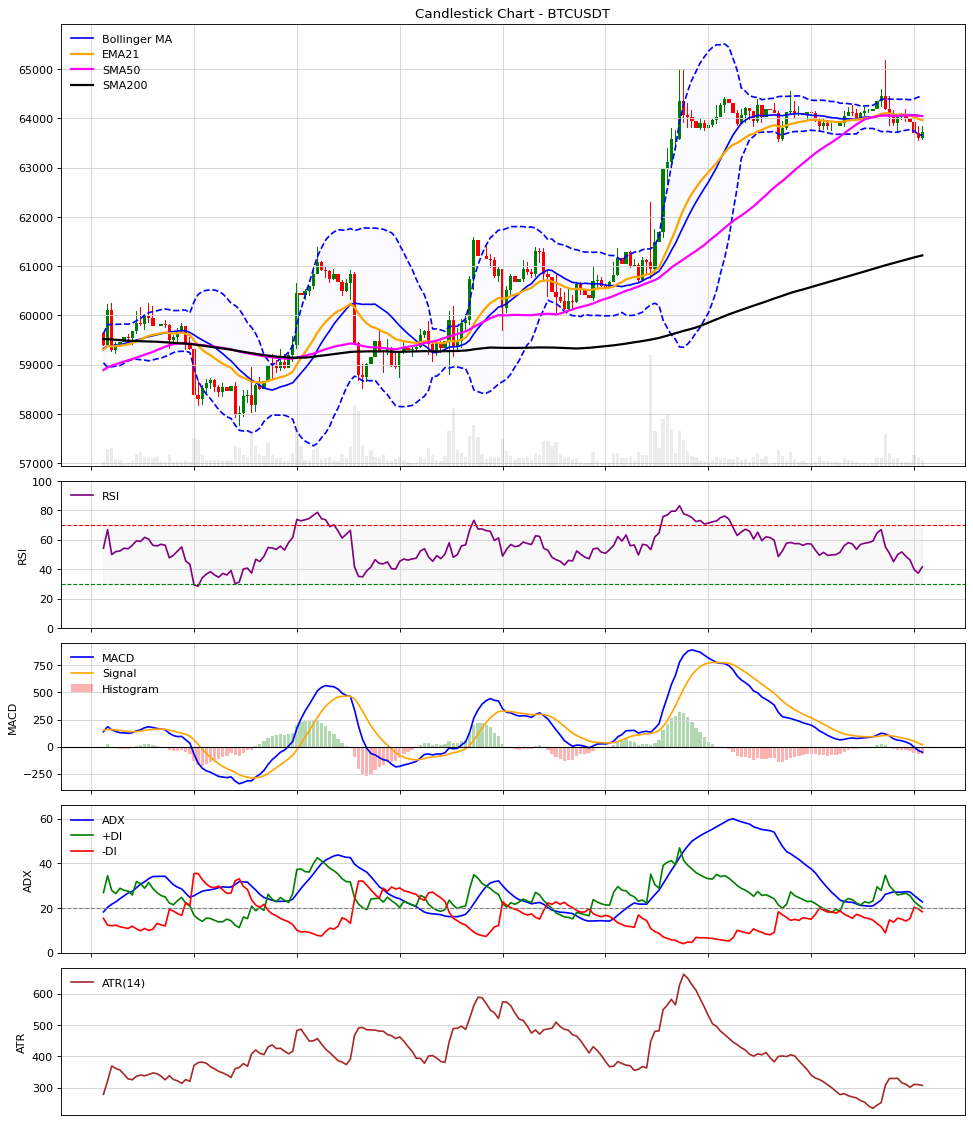 Candlestick Chart - BTCUSDT
Bollinger MA
EMA21
SMA50
SMA200
65000
64000
63000
62000
61000
60000
59000
58000
57000
RSI
100
80
60
40
20
0
RSI
MACD
Signal
Histogram
750
500
250
0
−250
MACD
ADX
+DI
-DI
60
40
20
0
ADX
ATR(14)
600
500
400
300
ATR